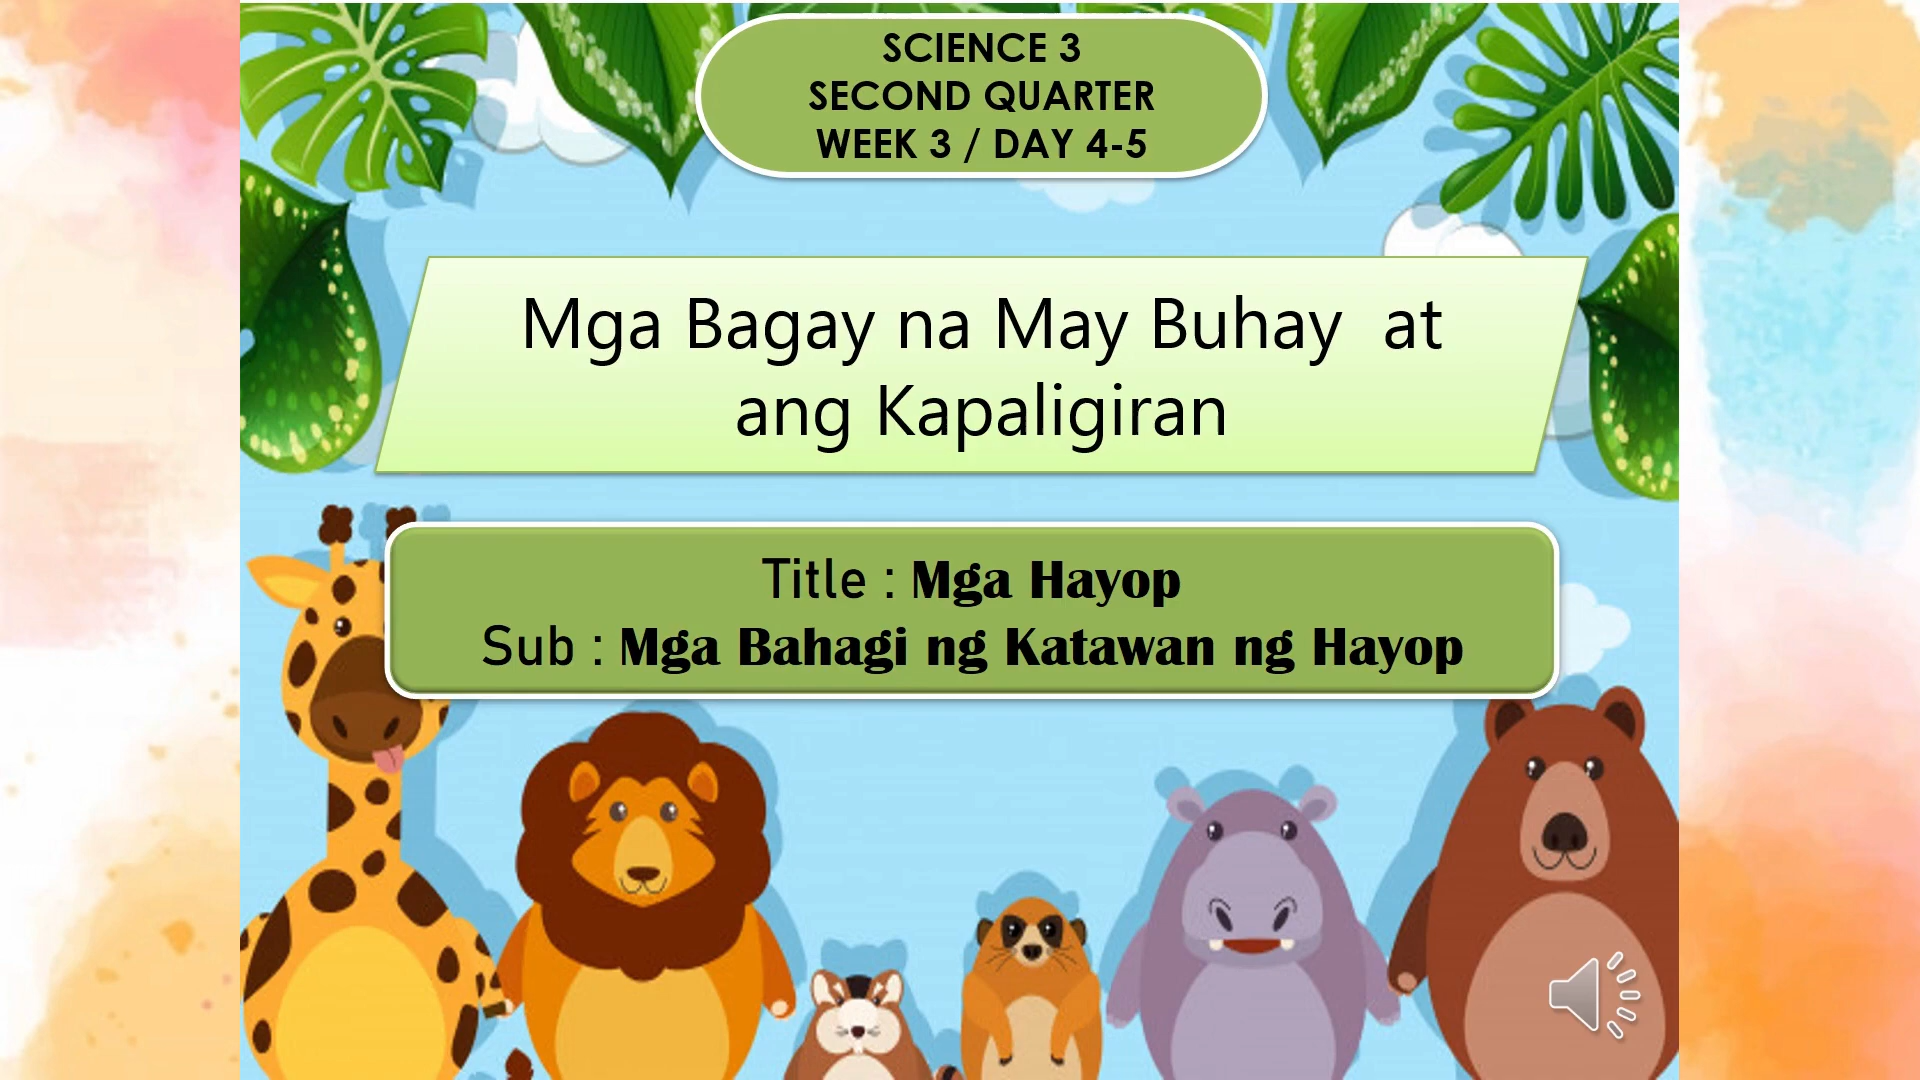 SCIENCE 3
SECOND QUARTER
WEEK 3 / DAY 4-5
Mga Bagay na May Buhay at
ang Kapaligiran
Title : Mga Hayop
Sub : Mga Bahagi ng Katawan ng Hayop